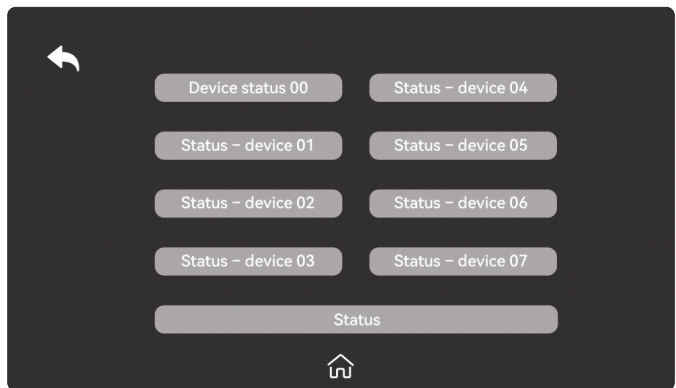 Device status 00
Status – device 04
Status – device 01
Status – device 05
Status – device 02
Status – device 06
Status – device 03
Status – device 07
Status